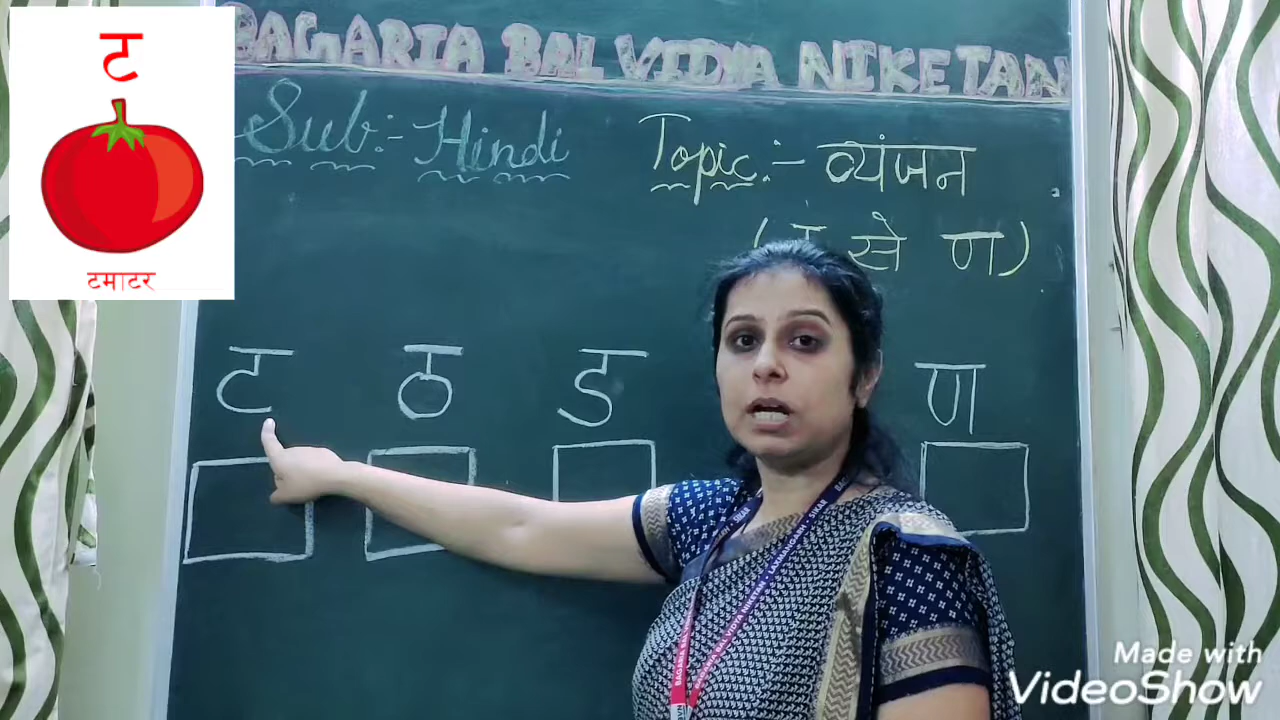 ट
टमाटर
BAGARIA BAL VIDYA NIKETAN
Sub:- Hindi
Topic:- व्यंजन
( से ण)
ट ठ ड ण
Made with
VideoShow